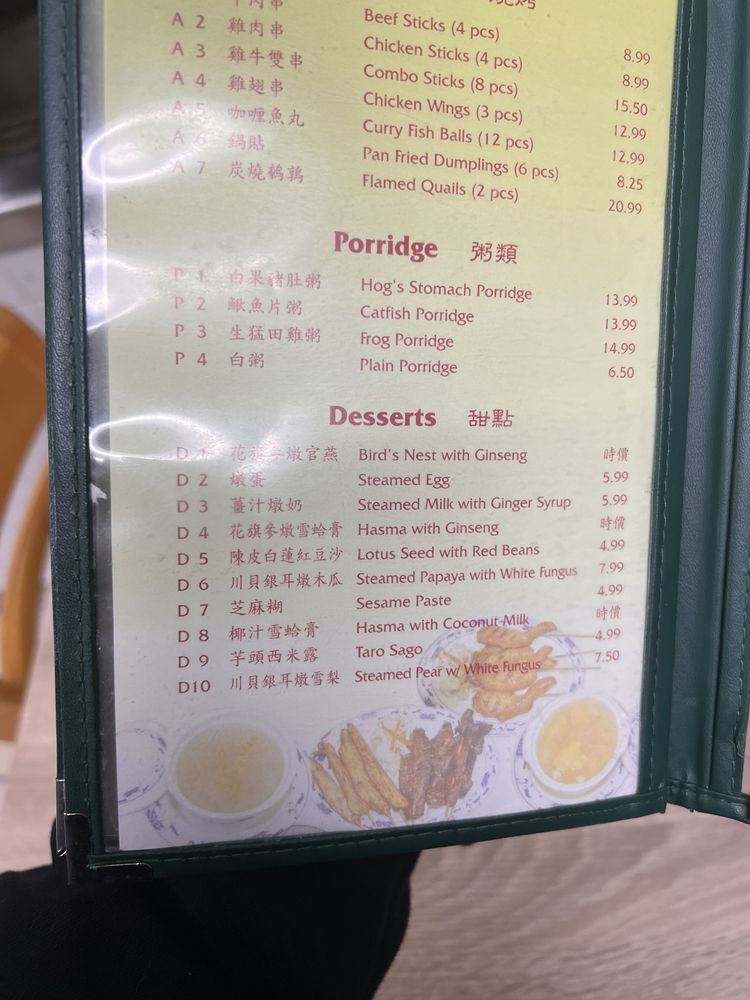 牛肉串 Beef Sticks (4 pcs) 8.99
A 2 雞肉串 Chicken Sticks (4 pcs) 8.99
A 3 雞牛雙串 Combo Sticks (8 pcs) 15.50
A 4 雞翅串 Chicken Wings (3 pcs) 12.99
A 5 咖喱魚丸 Curry Fish Balls (12 pcs) 12.99
A 6 鍋貼 Pan Fried Dumplings (6 pcs) 8.25
A 7 炭燒鵪鶉 Flamed Quails (2 pcs) 20.99
Porridge 粥類
P 1 白果豬肚粥 Hog's Stomach Porridge 13.99
P 2 鰍魚片粥 Catfish Porridge 13.99
P 3 生猛田雞粥 Frog Porridge 14.99
P 4 白粥 Plain Porridge 6.50
Desserts 甜點
D 1 花旗參燉官燕 Bird's Nest with Ginseng 時價
D 2 燉蛋 Steamed Egg 5.99
D 3 薑汁燉奶 Steamed Milk with Ginger Syrup 5.99
D 4 花旗參燉雪蛤膏 Hasma with Ginseng 時價
D 5 陳皮白蓮紅豆沙 Lotus Seed with Red Beans 4.99
D 6 川貝銀耳燉木瓜 Steamed Papaya with White Fungus 7.99
D 7 芝麻糊 Sesame Paste 4.99
D 8 椰汁雪蛤膏 Hasma with Coconut Milk 時價
D 9 芋頭西米露 Taro Sago 4.99
D10 川貝銀耳燉雪梨 Steamed Pear w/ White Fungus 7.50